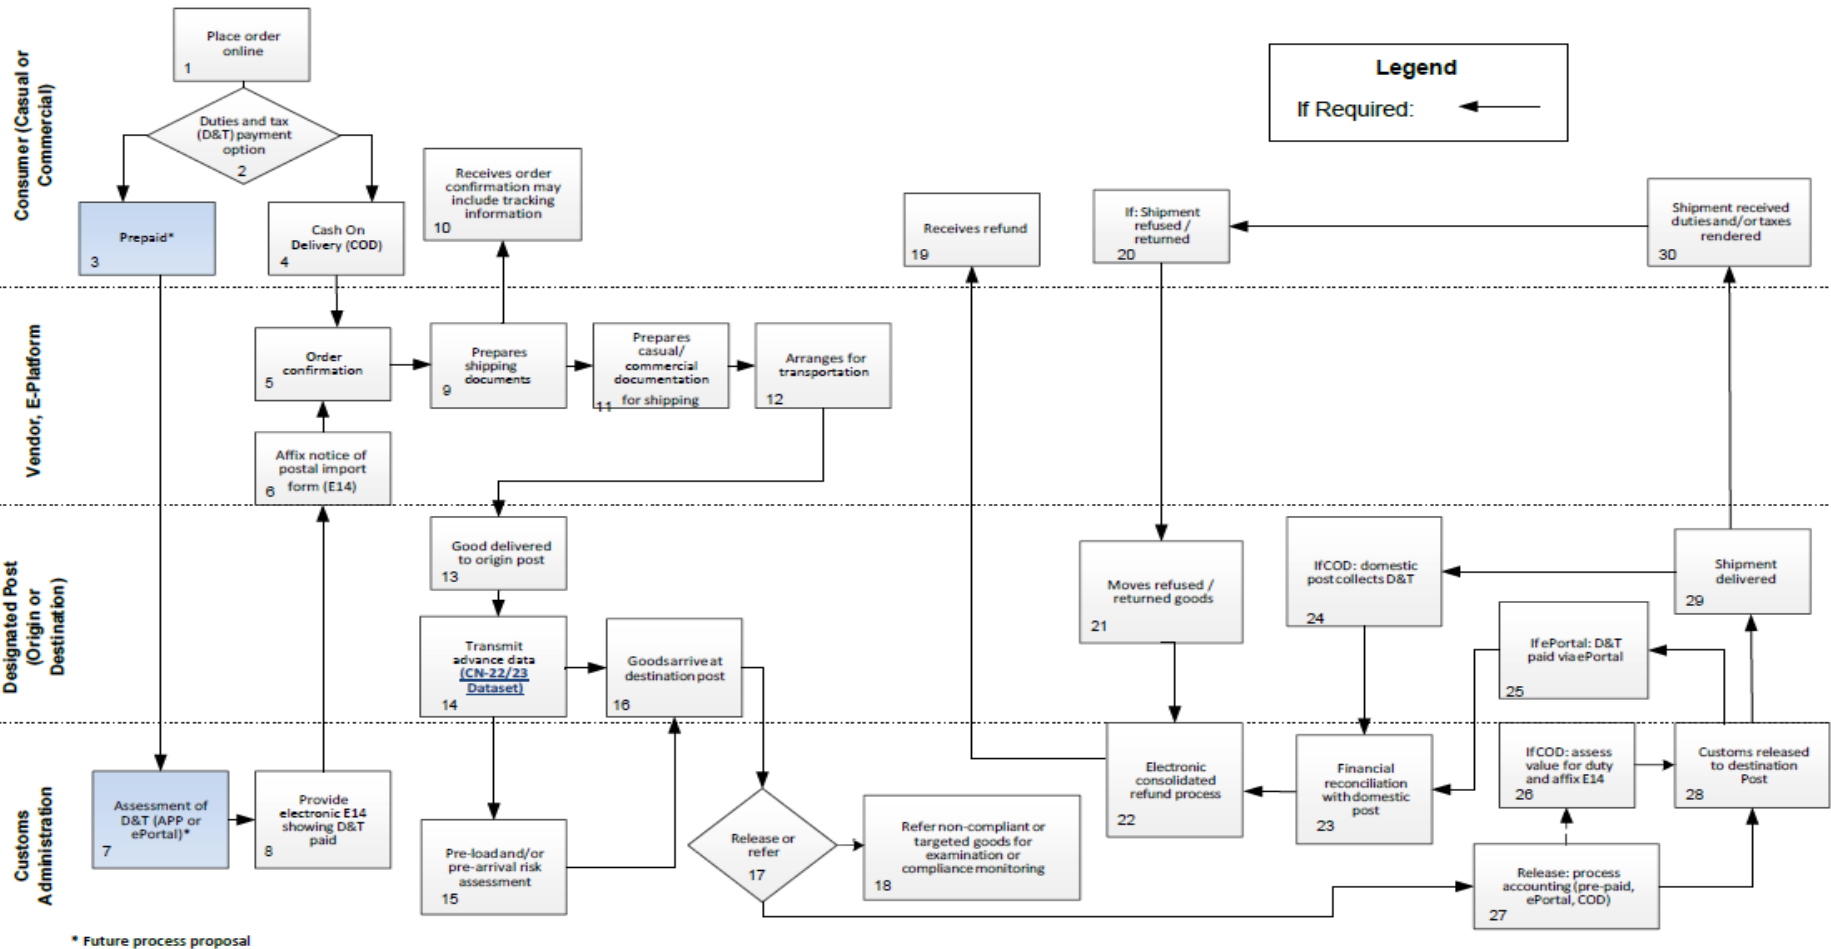 Consumer (Casual or
Commercial)
Place order
online
1
Duties and tax
(D&T) payment
option
2
Prepaid*
3
Cash On
Delivery (COD)
4
Receives order
confirmation may
include tracking
information
10
Receives refund
19
If: Shipment
refused /
returned
20
Legend
If Required:
Shipment received
duties and/or taxes
rendered
30
Vendor, E-Platform
Order
confirmation
5
Affix notice of
postal import
form (E14)
6
Prepares
shipping
documents
9
Prepares
casual/
commercial
documentation
for shipping
11
Arranges for
transportation
12
Designated Post
(Origin or
Destination)
Good delivered
to origin post
13
Transmit
advance data
(CN-22/23
Dataset)
14
Goods arrive at
destination post
16
Moves refused /
returned goods
21
If COD: domestic
post collects D&T
24
If ePortal: D&T
paid via ePortal
25
Shipment
delivered
29
Customs
Administration
Assessment of
D&T (APP or
ePortal)*
7
Provide
electronic E14
showing D&T
paid
8
Pre-load and/or
pre-arrival risk
assessment
15
Release or
refer
17
Refer non-compliant or
targeted goods for
examination or
compliance monitoring
18
Electronic
consolidated
refund process
22
Financial
reconciliation
with domestic
post
23
If COD: assess
value for duty
and affix E14
26
Customs released
to destination
Post
28
Release: process
accounting (pre-paid,
ePortal, COD)
27
* Future process proposal